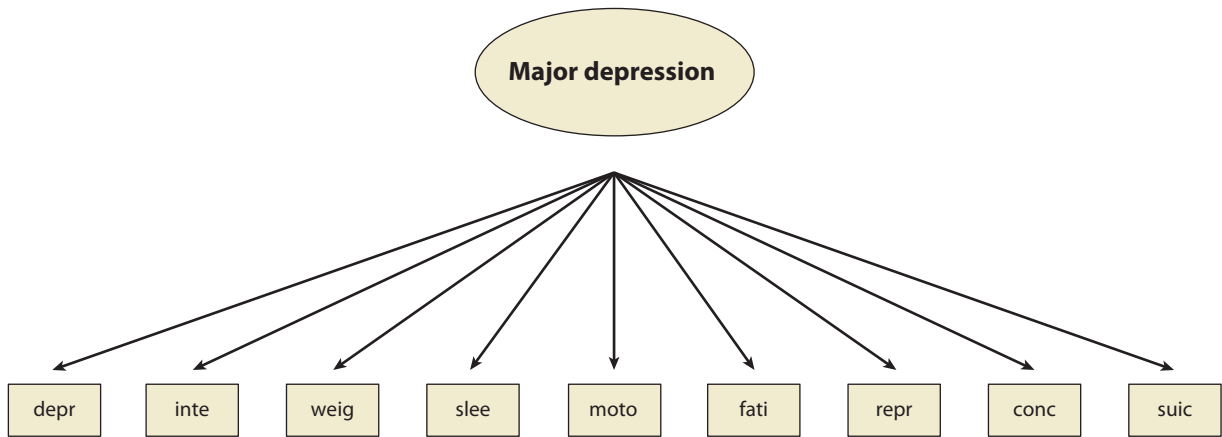 Major depression
depr inte weig slee moto fati repr conc suic